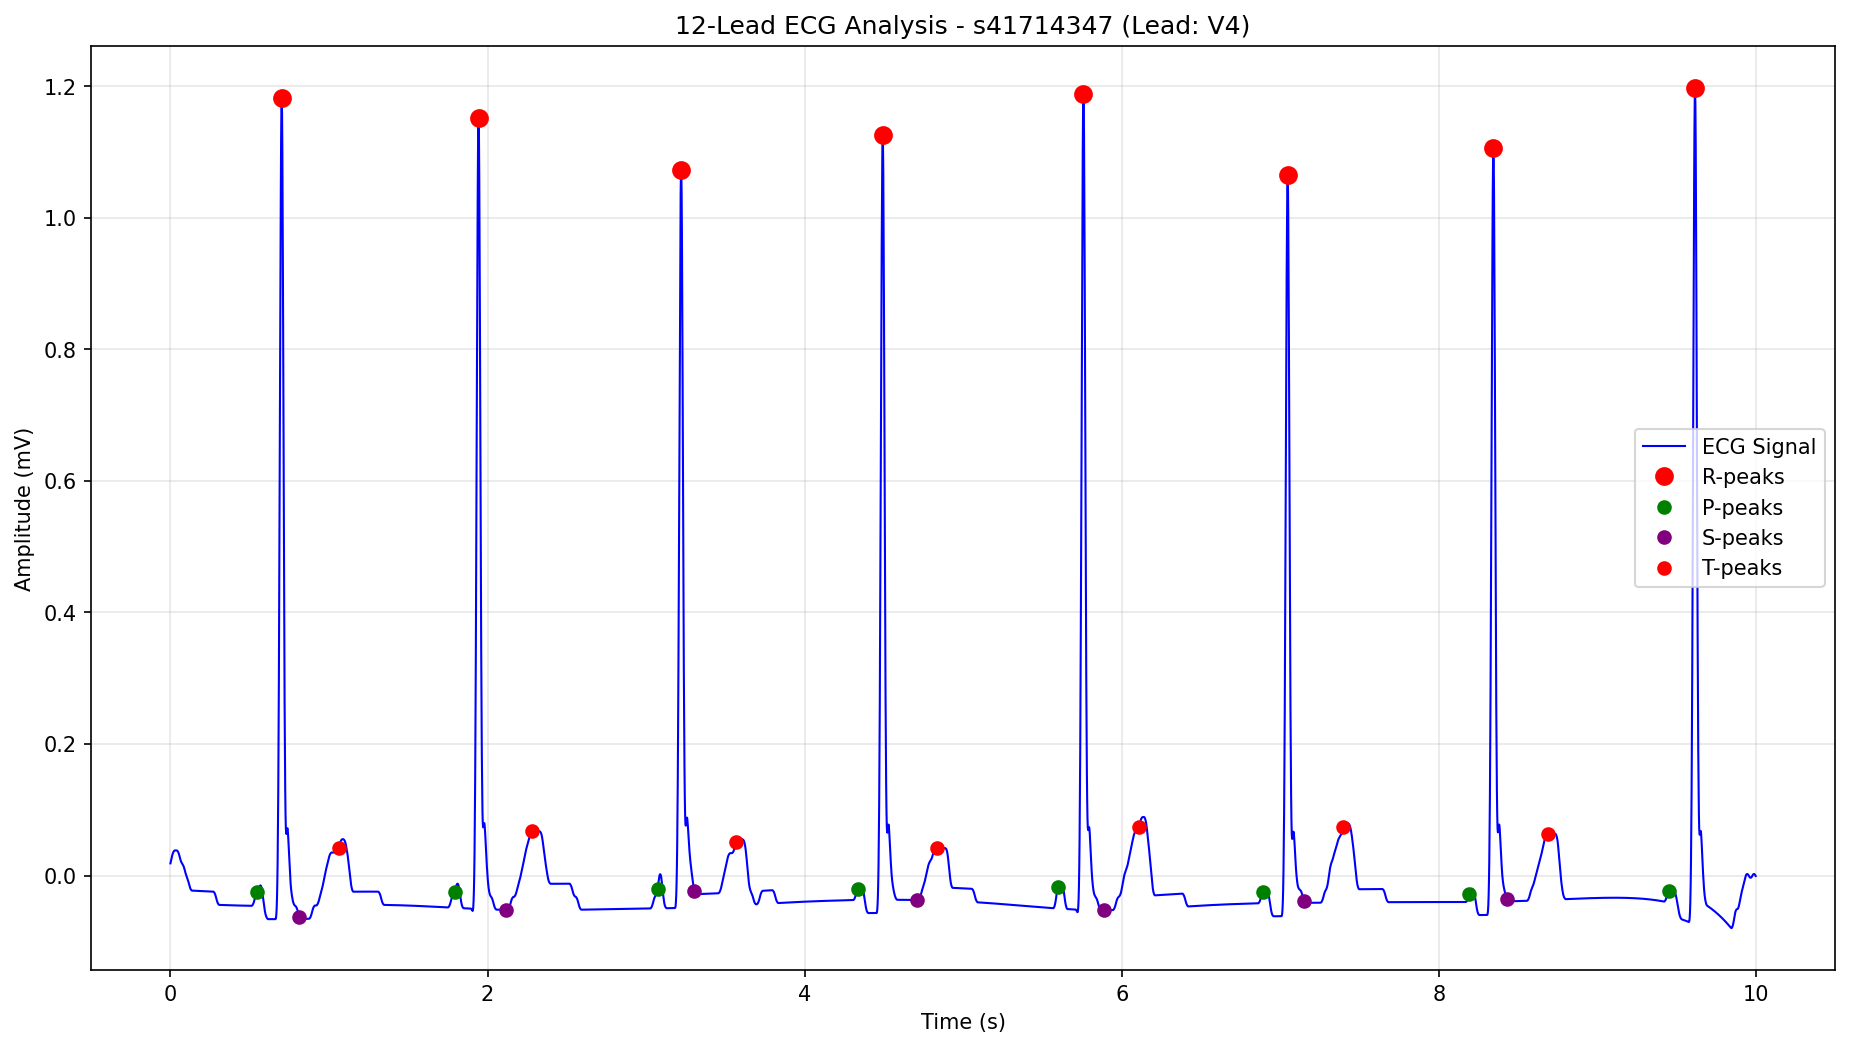 12-Lead ECG Analysis - s41714347 (Lead: V4)
1.2
1.0
0.8
0.6
0.4
0.2
0.0
Amplitude (mV)
ECG Signal
R-peaks
P-peaks
S-peaks
T-peaks
0 2 4 6 8 10
Time (s)